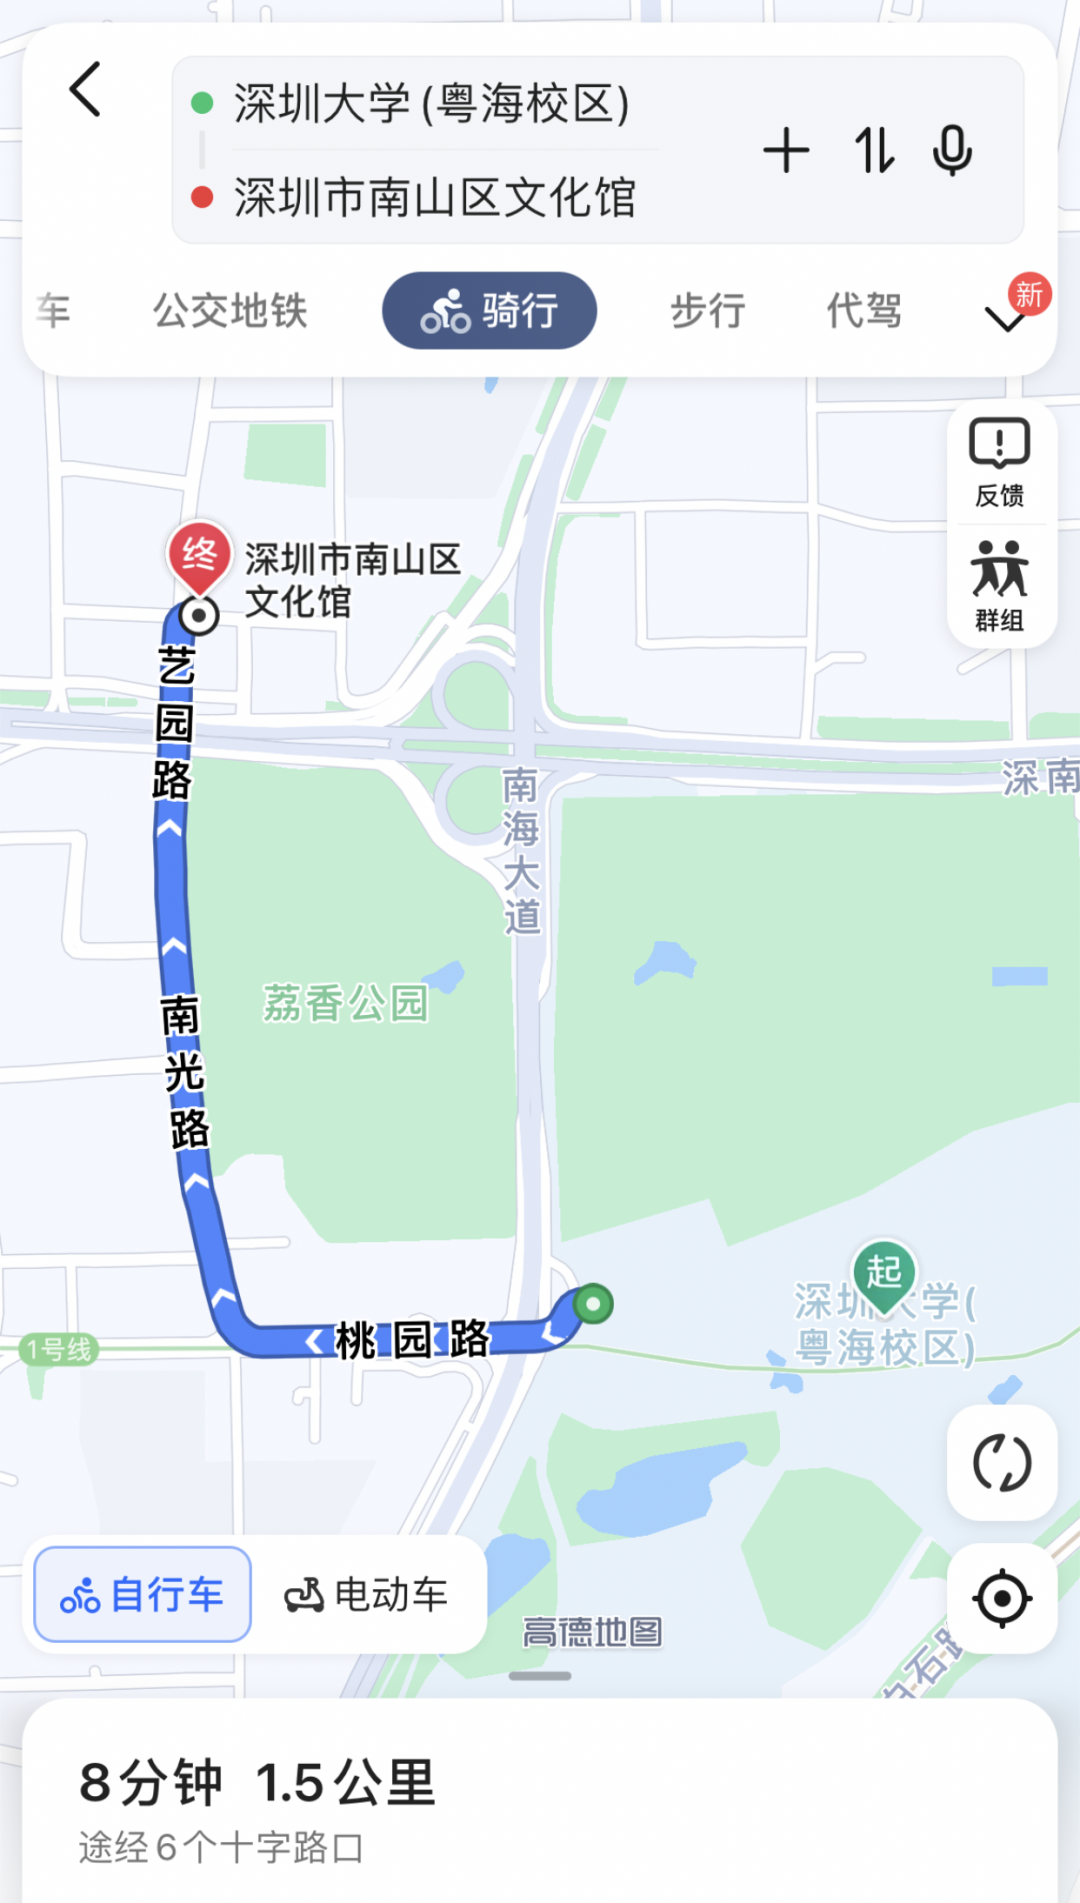 深圳大学(粤海校区)
深圳市南山区文化馆
车
公交地铁
骑行
步行
代驾
新
反馈
群组
终
深圳市南山区
文化馆
艺园路
深南
南海大道
荔香公园
南光路
起
深圳大学(
粤海校区)
桃园路
1号线
自行车
电动车
高德地图
白石路
8分钟 1.5公里
途经6个十字路口